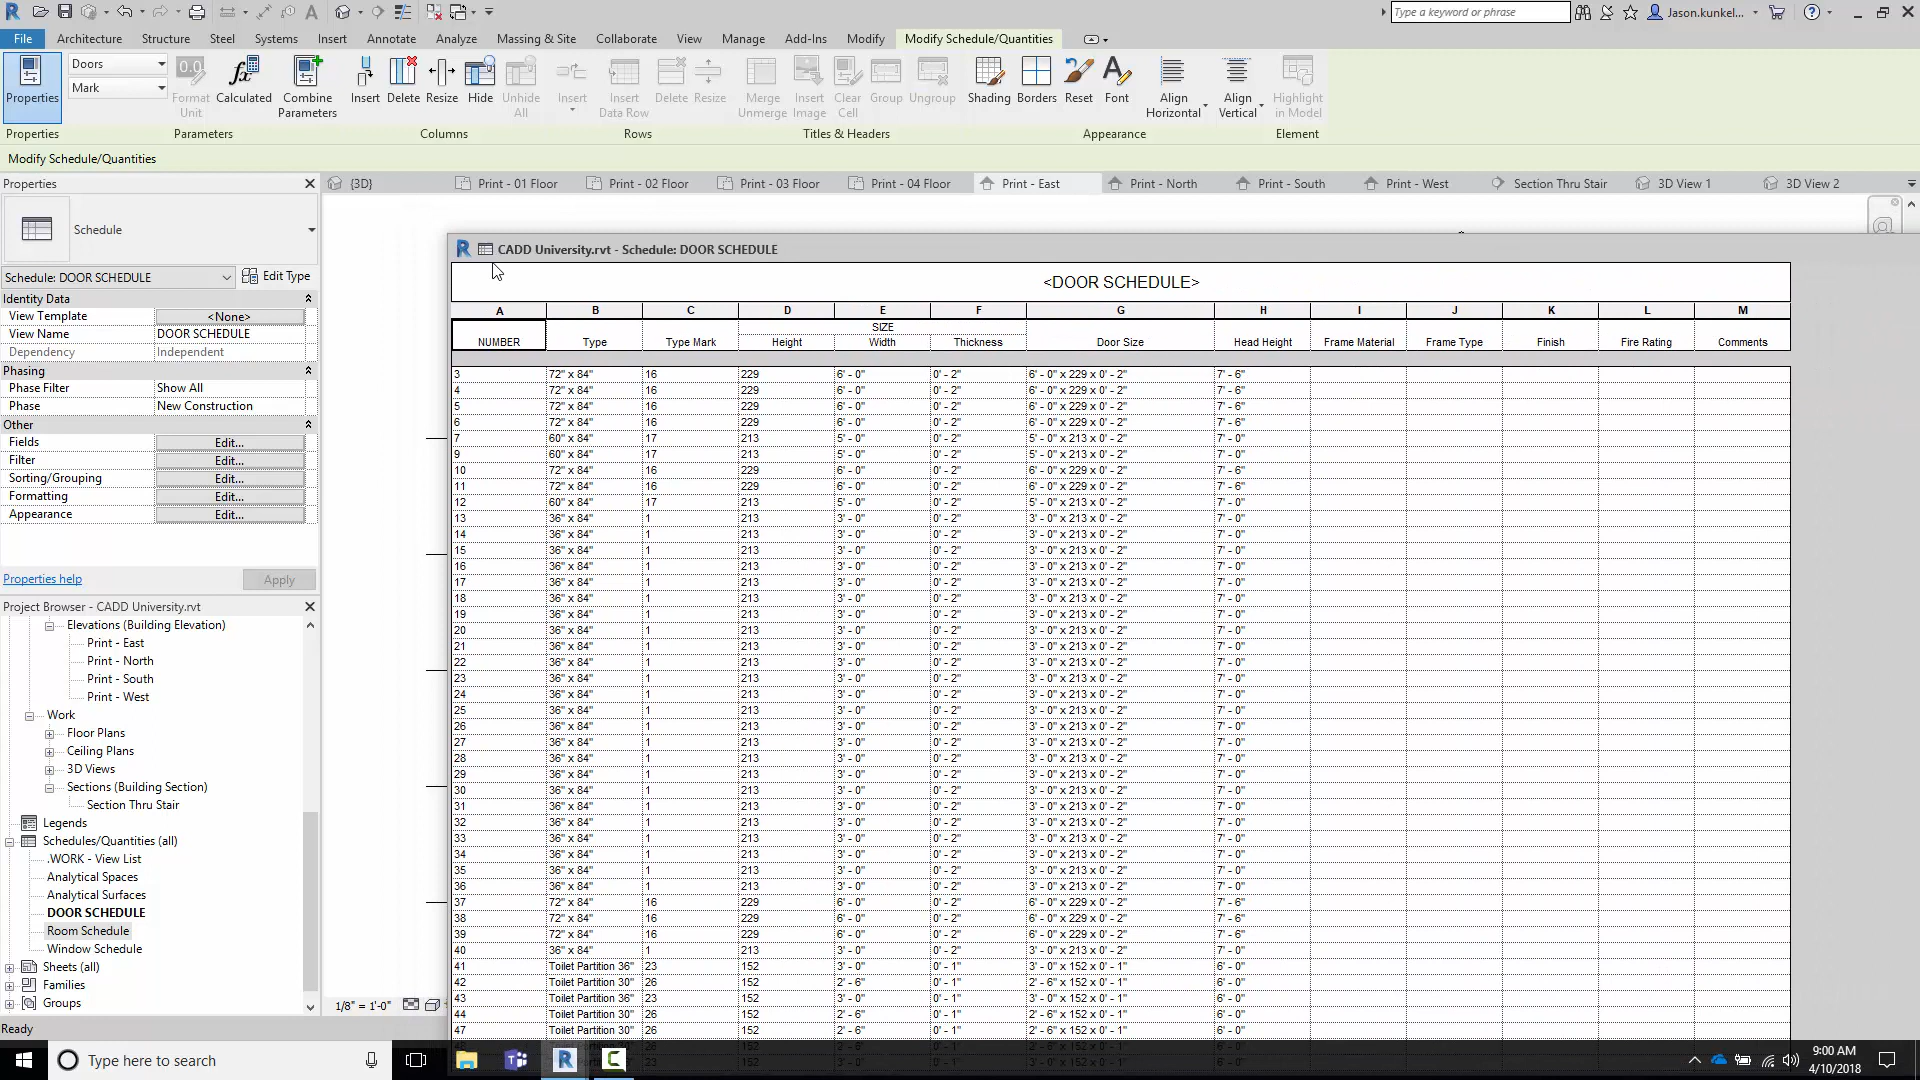 Type a keyword or phrase
Jason.kunkel...
File Architecture Structure Steel Systems Insert Annotate Analyze Massing & Site Collaborate View Manage Add-Ins Modify Modify Schedule/Quantities
Properties
Doors
Mark
Format Unit
Calculated
Combine Parameters
Insert
Delete
Resize
Hide
Unhide All
Insert
Insert Data Row
Delete
Resize
Merge Unmerge
Insert Image
Clear Cell
Group
Ungroup
Shading
Borders
Reset
Font
Align Horizontal
Align Vertical
Highlight in Model
Properties Parameters Columns Rows Titles & Headers Appearance Element
Modify Schedule/Quantities
Properties
{3D} Print - 01 Floor Print - 02 Floor Print - 03 Floor Print - 04 Floor Print - East Print - North Print - South Print - West Section Thru Stair 3D View 1 3D View 2
Schedule
Schedule: DOOR SCHEDULE Edit Type
Identity Data
View Template <None>
View Name DOOR SCHEDULE
Dependency Independent
Phasing
Phase Filter Show All
Phase New Construction
Other
Fields Edit...
Filter Edit...
Sorting/Grouping Edit...
Formatting Edit...
Appearance Edit...
Properties help Apply
Project Browser - CADD University.rvt
Elevations (Building Elevation)
Print - East
Print - North
Print - South
Print - West
Work
Floor Plans
Ceiling Plans
3D Views
Sections (Building Section)
Section Thru Stair
Legends
Schedules/Quantities (all)
.WORK - View List
Analytical Spaces
Analytical Surfaces
DOOR SCHEDULE
Room Schedule
Window Schedule
Sheets (all)
Families
Groups
CADD University.rvt - Schedule: DOOR SCHEDULE
<DOOR SCHEDULE>
A B C D E F G H I J K L M
SIZE
NUMBER Type Type Mark Height Width Thickness Door Size Head Height Frame Material Frame Type Finish Fire Rating Comments
3 72" x 84" 16 229 6' - 0" 0' - 2" 6' - 0" x 229 x 0' - 2" 7' - 6"
4 72" x 84" 16 229 6' - 0" 0' - 2" 6' - 0" x 229 x 0' - 2" 7' - 6"
5 72" x 84" 16 229 6' - 0" 0' - 2" 6' - 0" x 229 x 0' - 2" 7' - 6"
6 72" x 84" 16 229 6' - 0" 0' - 2" 6' - 0" x 229 x 0' - 2" 7' - 6"
7 60" x 84" 17 213 5' - 0" 0' - 2" 5' - 0" x 213 x 0' - 2" 7' - 0"
9 60" x 84" 17 213 5' - 0" 0' - 2" 5' - 0" x 213 x 0' - 2" 7' - 0"
10 72" x 84" 16 229 6' - 0" 0' - 2" 6' - 0" x 229 x 0' - 2" 7' - 6"
11 72" x 84" 16 229 6' - 0" 0' - 2" 6' - 0" x 229 x 0' - 2" 7' - 6"
12 60" x 84" 17 213 5' - 0" 0' - 2" 5' - 0" x 213 x 0' - 2" 7' - 0"
13 36" x 84" 1 213 3' - 0" 0' - 2" 3' - 0" x 213 x 0' - 2" 7' - 0"
14 36" x 84" 1 213 3' - 0" 0' - 2" 3' - 0" x 213 x 0' - 2" 7' - 0"
15 36" x 84" 1 213 3' - 0" 0' - 2" 3' - 0" x 213 x 0' - 2" 7' - 0"
16 36" x 84" 1 213 3' - 0" 0' - 2" 3' - 0" x 213 x 0' - 2" 7' - 0"
17 36" x 84" 1 213 3' - 0" 0' - 2" 3' - 0" x 213 x 0' - 2" 7' - 0"
18 36" x 84" 1 213 3' - 0" 0' - 2" 3' - 0" x 213 x 0' - 2" 7' - 0"
19 36" x 84" 1 213 3' - 0" 0' - 2" 3' - 0" x 213 x 0' - 2" 7' - 0"
20 36" x 84" 1 213 3' - 0" 0' - 2" 3' - 0" x 213 x 0' - 2" 7' - 0"
21 36" x 84" 1 213 3' - 0" 0' - 2" 3' - 0" x 213 x 0' - 2" 7' - 0"
22 36" x 84" 1 213 3' - 0" 0' - 2" 3' - 0" x 213 x 0' - 2" 7' - 0"
23 36" x 84" 1 213 3' - 0" 0' - 2" 3' - 0" x 213 x 0' - 2" 7' - 0"
24 36" x 84" 1 213 3' - 0" 0' - 2" 3' - 0" x 213 x 0' - 2" 7' - 0"
25 36" x 84" 1 213 3' - 0" 0' - 2" 3' - 0" x 213 x 0' - 2" 7' - 0"
26 36" x 84" 1 213 3' - 0" 0' - 2" 3' - 0" x 213 x 0' - 2" 7' - 0"
27 36" x 84" 1 213 3' - 0" 0' - 2" 3' - 0" x 213 x 0' - 2" 7' - 0"
28 36" x 84" 1 213 3' - 0" 0' - 2" 3' - 0" x 213 x 0' - 2" 7' - 0"
29 36" x 84" 1 213 3' - 0" 0' - 2" 3' - 0" x 213 x 0' - 2" 7' - 0"
30 36" x 84" 1 213 3' - 0" 0' - 2" 3' - 0" x 213 x 0' - 2" 7' - 0"
31 36" x 84" 1 213 3' - 0" 0' - 2" 3' - 0" x 213 x 0' - 2" 7' - 0"
32 36" x 84" 1 213 3' - 0" 0' - 2" 3' - 0" x 213 x 0' - 2" 7' - 0"
33 36" x 84" 1 213 3' - 0" 0' - 2" 3' - 0" x 213 x 0' - 2" 7' - 0"
34 36" x 84" 1 213 3' - 0" 0' - 2" 3' - 0" x 213 x 0' - 2" 7' - 0"
35 36" x 84" 1 213 3' - 0" 0' - 2" 3' - 0" x 213 x 0' - 2" 7' - 0"
36 36" x 84" 1 213 3' - 0" 0' - 2" 3' - 0" x 213 x 0' - 2" 7' - 0"
37 72" x 84" 16 229 6' - 0" 0' - 2" 6' - 0" x 229 x 0' - 2" 7' - 6"
38 72" x 84" 16 229 6' - 0" 0' - 2" 6' - 0" x 229 x 0' - 2" 7' - 6"
39 72" x 84" 16 229 6' - 0" 0' - 2" 6' - 0" x 229 x 0' - 2" 7' - 6"
40 36" x 84" 1 213 3' - 0" 0' - 2" 3' - 0" x 213 x 0' - 2" 7' - 0"
41 Toilet Partition 36" 23 152 3' - 0" 0' - 1" 3' - 0" x 152 x 0' - 1" 6' - 0"
42 Toilet Partition 30" 26 152 2' - 6" 0' - 1" 2' - 6" x 152 x 0' - 1" 6' - 0"
43 Toilet Partition 36" 23 152 3' - 0" 0' - 1" 3' - 0" x 152 x 0' - 1" 6' - 0"
44 Toilet Partition 30" 26 152 2' - 6" 0' - 1" 2' - 6" x 152 x 0' - 1" 6' - 0"
47 Toilet Partition 30" 26 152 2' - 6" 0' - 1" 2' - 6" x 152 x 0' - 1" 6' - 0"
1/8" = 1'-0"
Ready
Type here to search
9:00 AM
4/10/2018